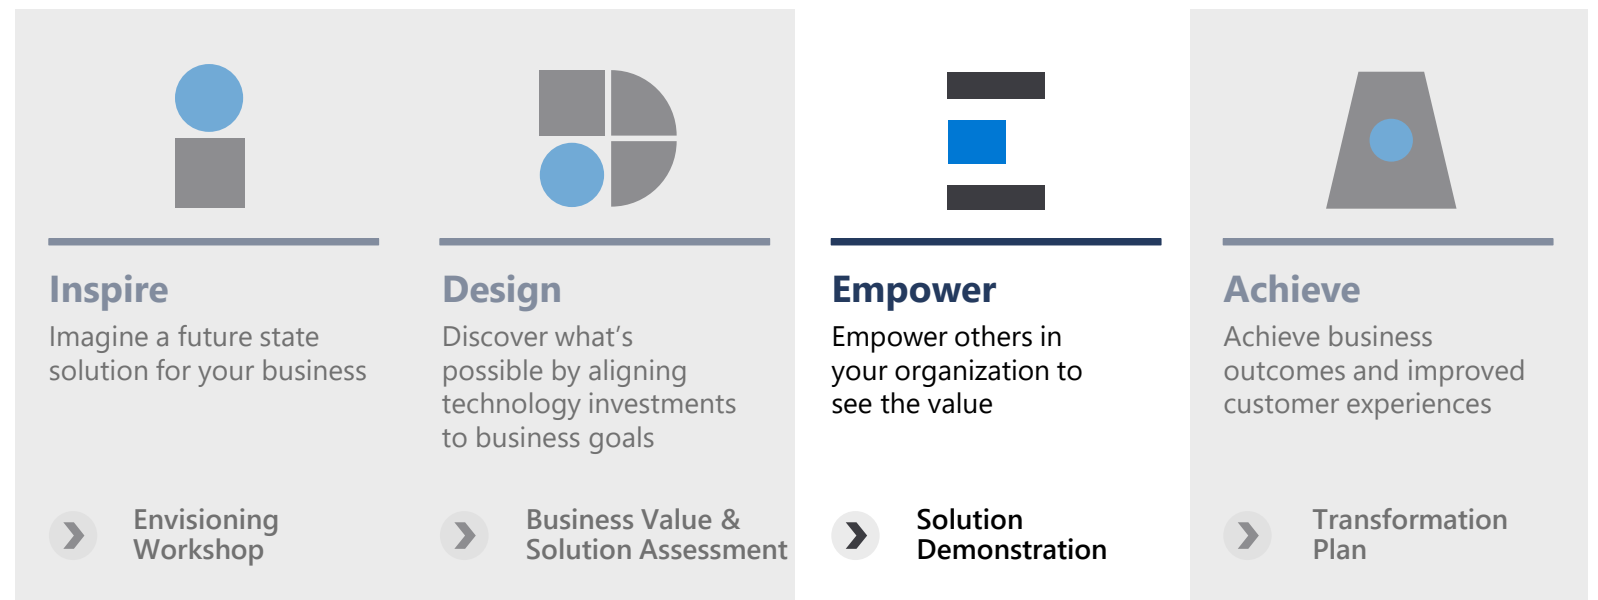 Inspire
Imagine a future state
solution for your business
Envisioning
Workshop
Design
Discover what’s
possible by aligning
technology investments
to business goals
Business Value &
Solution Assessment
Empower
Empower others in
your organization to
see the value
Solution
Demonstration
Achieve
Achieve business
outcomes and improved
customer experiences
Transformation
Plan